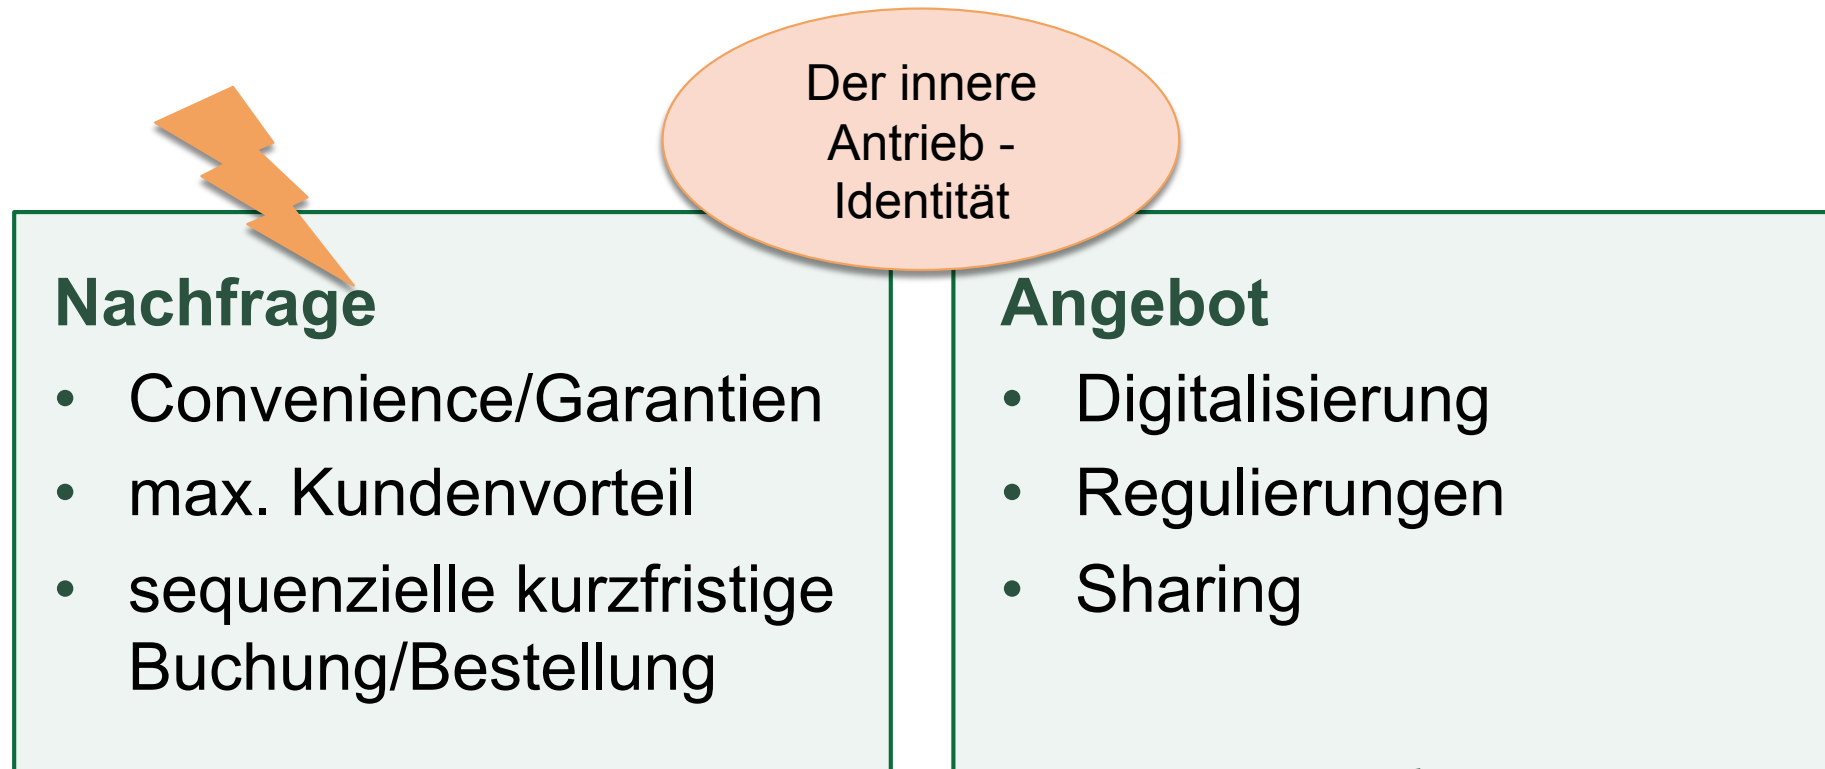 Der innere
Antrieb -
Identität
Nachfrage
• Convenience/Garantien
• max. Kundenvorteil
• sequenzielle kurzfristige
Buchung/Bestellung
Angebot
• Digitalisierung
• Regulierungen
• Sharing